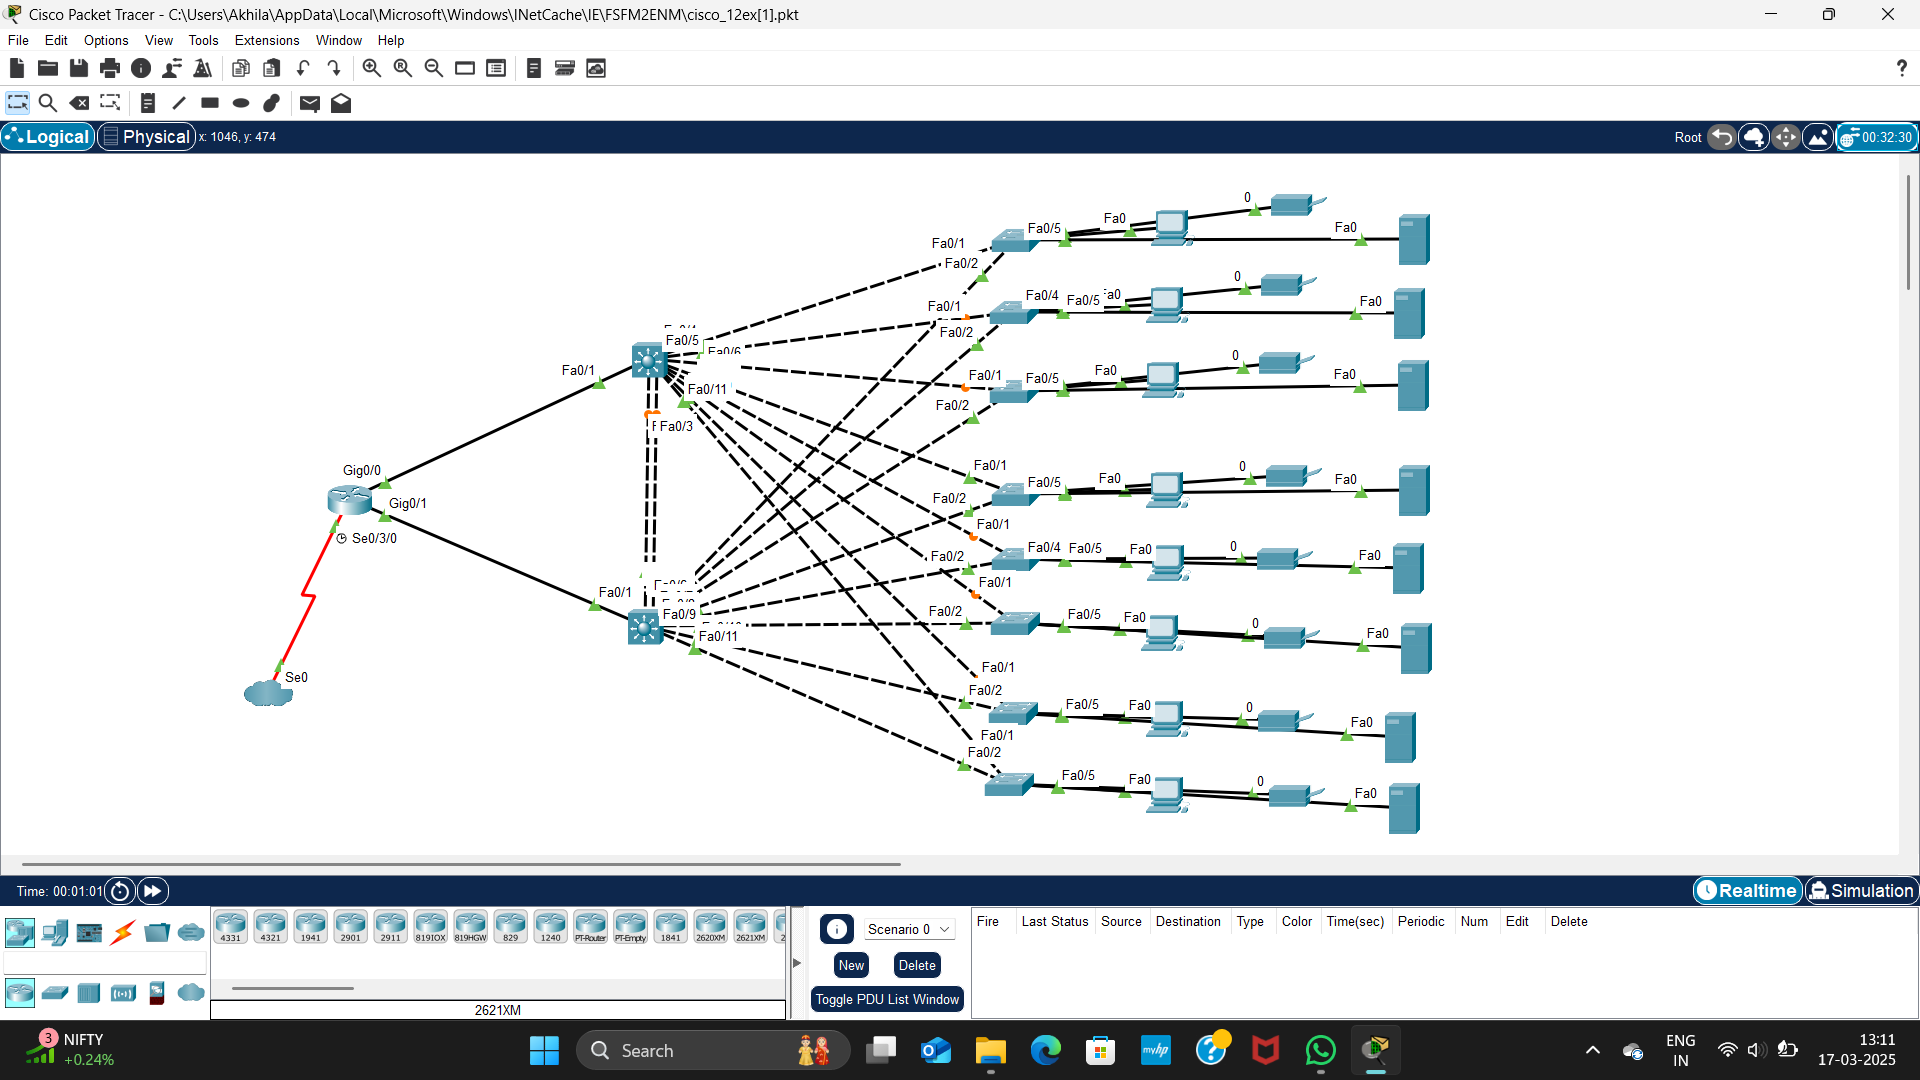 Cisco Packet Tracer - C:\Users\Akhila\AppData\Local\Microsoft\Windows\INetCache\IE\FSFM2ENM\cisco_12ex[1].pkt
File Edit Options View Tools Extensions Window Help
Logical Physical x: 1046, y: 474 Root 00:32:30
0
Fa0/5 Fa0 Fa0
Fa0/1
Fa0/2
0
Fa0/1 Fa0/4 Fa0/5 Fa0
Fa0/2
Fa0/5
0
Fa0/1 Fa0/1 Fa0/5 Fa0 Fa0
Fa0/11
Fa0/2
Fa0/3
Gig0/0 Fa0/1 0
Fa0/5 Fa0 Fa0
Gig0/1 Fa0/2
Fa0/1
Se0/3/0
Fa0/2 Fa0/4 Fa0/5 Fa0 0 Fa0
Fa0/1
Fa0/1
Fa0/9 Fa0/2 Fa0/5 Fa0 0 Fa0
Fa0/11
Fa0/1
Se0 Fa0/2
Fa0/5 Fa0 0 Fa0
Fa0/1
Fa0/2
Fa0/5 Fa0 0 Fa0
Time: 00:01:01 Realtime Simulation
4331 4321 1941 2901 2911 819IOX 819HGW 829 1240 PT-Router PT-Empty 1841 2620XM 2621XM
2621XM
Scenario 0
New Delete
Toggle PDU List Window
Fire Last Status Source Destination Type Color Time(sec) Periodic Num Edit Delete
3 NIFTY
+0.24%
Search
myhp
ENG
IN
13:11
17-03-2025